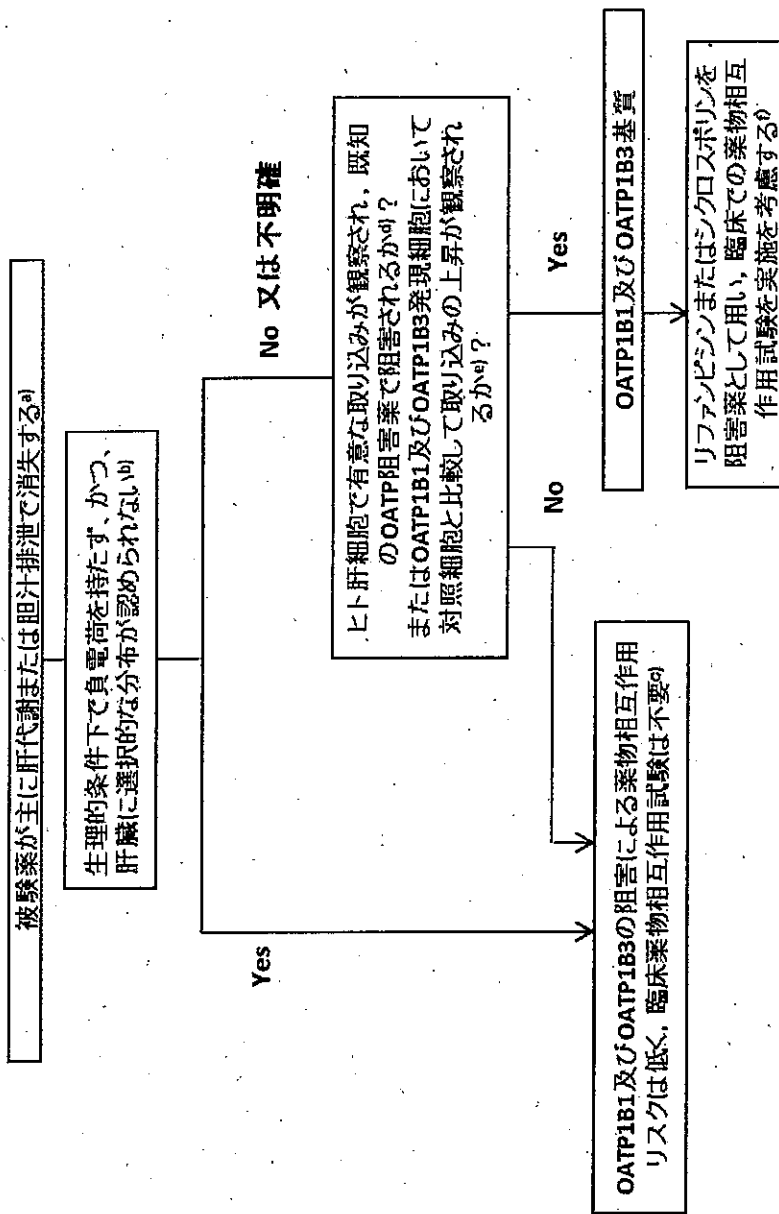 被験薬が主に肝代謝または胆汁排泄で消失するa)
生理的条件下で負電荷を持たず、かつ、
肝臓に選択的な分布が認められないb)
Yes
No 又は不明確
ヒト肝細胞で有意な取り込みが観察され，既知
のOATP阻害薬で阻害されるかd)？
またはOATP1B1及びOATP1B3発現細胞において
対照細胞と比較して取り込みの上昇が観察され
るかe)？
No
Yes
OATP1B1及びOATP1B3の阻害による薬物相互作用
リスクは低く，臨床薬物相互作用試験は不要c)
OATP1B1及びOATP1B3基質
リファンピシンまたはシクロスポリンを
阻害薬として用い，臨床での薬物相互
作用試験を実施を考慮するf)